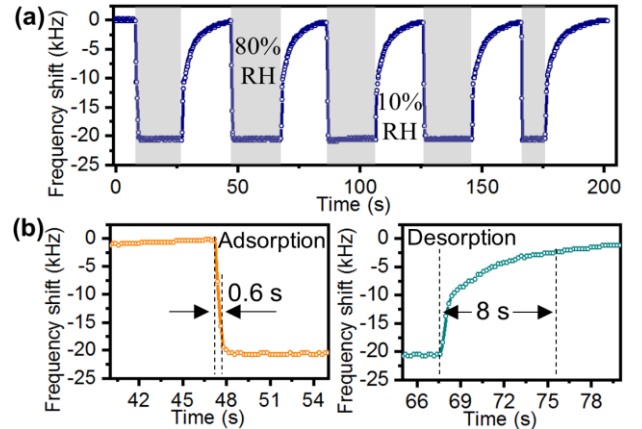 (a)
Frequency shift (kHz)
0
-5
-10
-15
-20
-25
80%
RH
10%
RH
0 50 100 150 200
Time (s)
(b)
Frequency shift (kHz)
0
-5
-10
-15
-20
-25
Adsorption
0.6 s
42 45 48 51 54
Time (s)
Frequency shift (kHz)
0
-5
-10
-15
-20
-25
Desorption
8 s
66 69 72 75 78
Time (s)